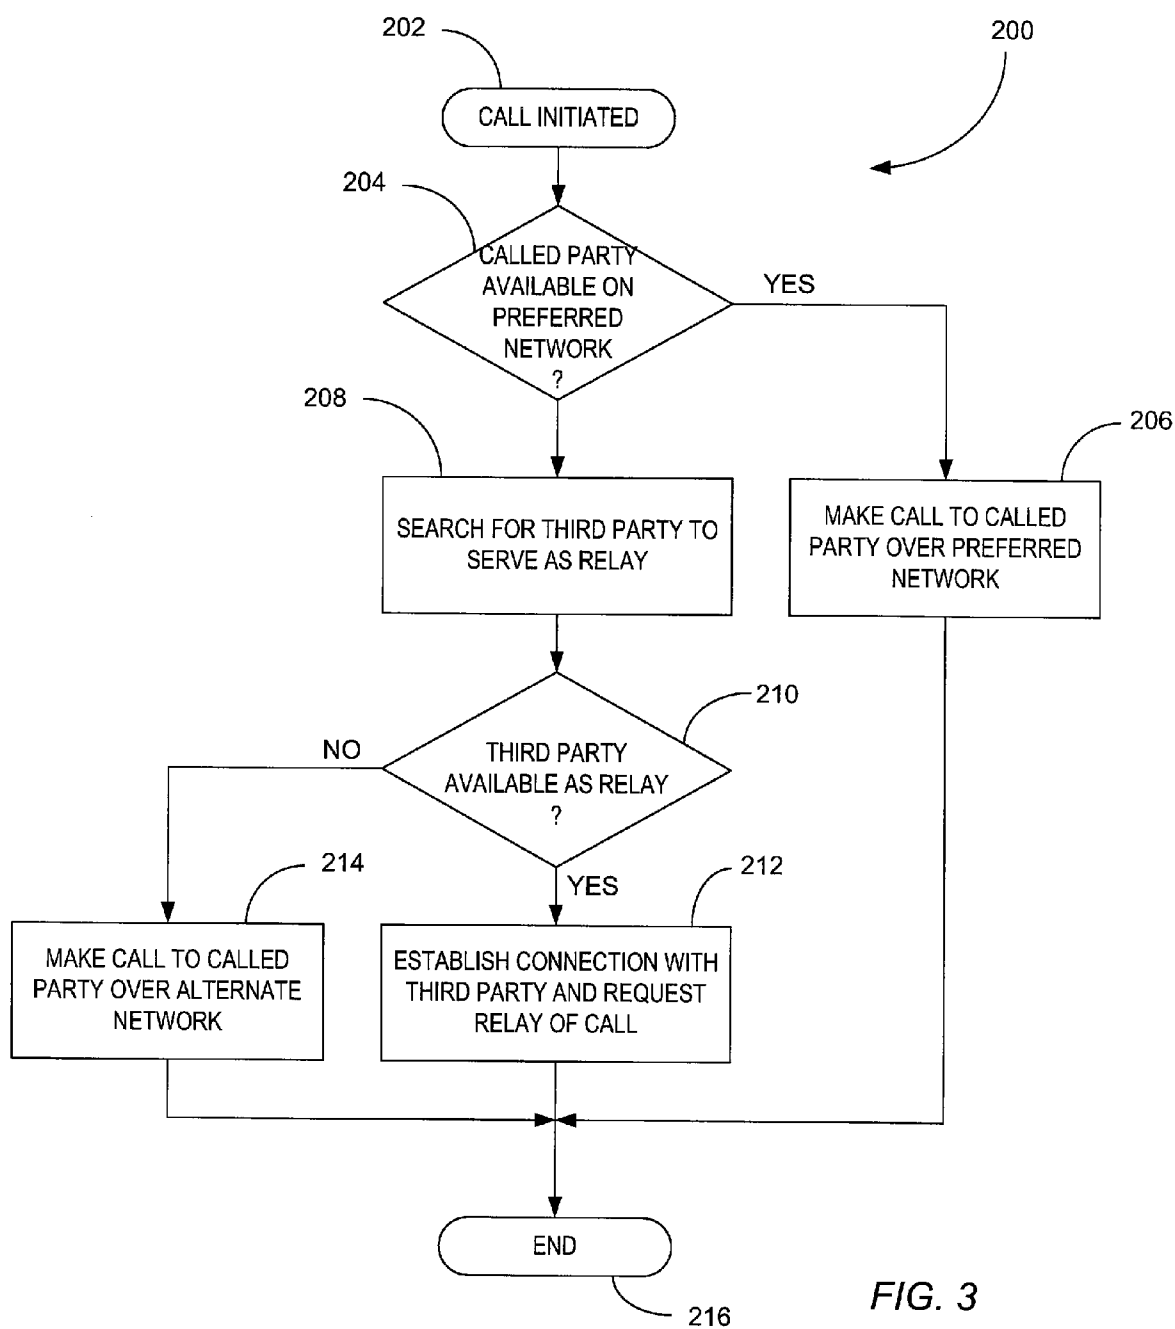 202
200
CALL INITIATED
204
CALLED PARTY
AVAILABLE ON
PREFERRED
NETWORK
?
YES
208
206
SEARCH FOR THIRD PARTY TO
SERVE AS RELAY
MAKE CALL TO CALLED
PARTY OVER PREFERRED
NETWORK
210
NO
THIRD PARTY
AVAILABLE AS RELAY
?
214
YES
212
MAKE CALL TO CALLED
PARTY OVER ALTERNATE
NETWORK
ESTABLISH CONNECTION WITH
THIRD PARTY AND REQUEST
RELAY OF CALL
END
216
FIG. 3